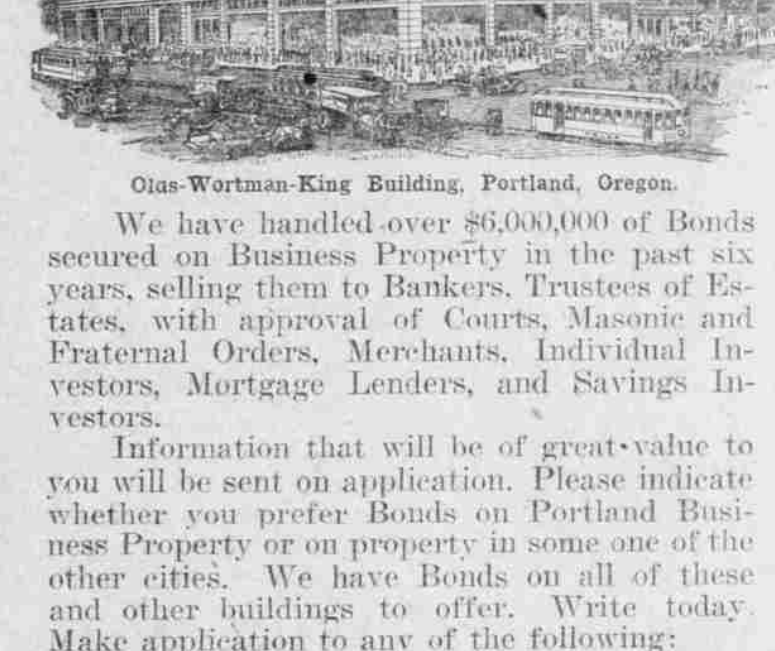 Olds-Wortman-King Building, Portland, Oregon.
We have handled over $6,000,000 of Bonds
secured on Business Property in the past six
years, selling them to Bankers, Trustees of Es-
tates, with approval of Courts, Masonic and
Fraternal Orders, Merchants, Individual In-
vestors, Mortgage Lenders, and Savings In-
vestors.
Information that will be of great value to
you will be sent on application. Please indicate
whether you prefer Bonds on Portland Busi-
ness Property or on property in some one of the
other cities. We have Bonds on all of these
and other buildings to offer. Write today.
Make application to any of the following: